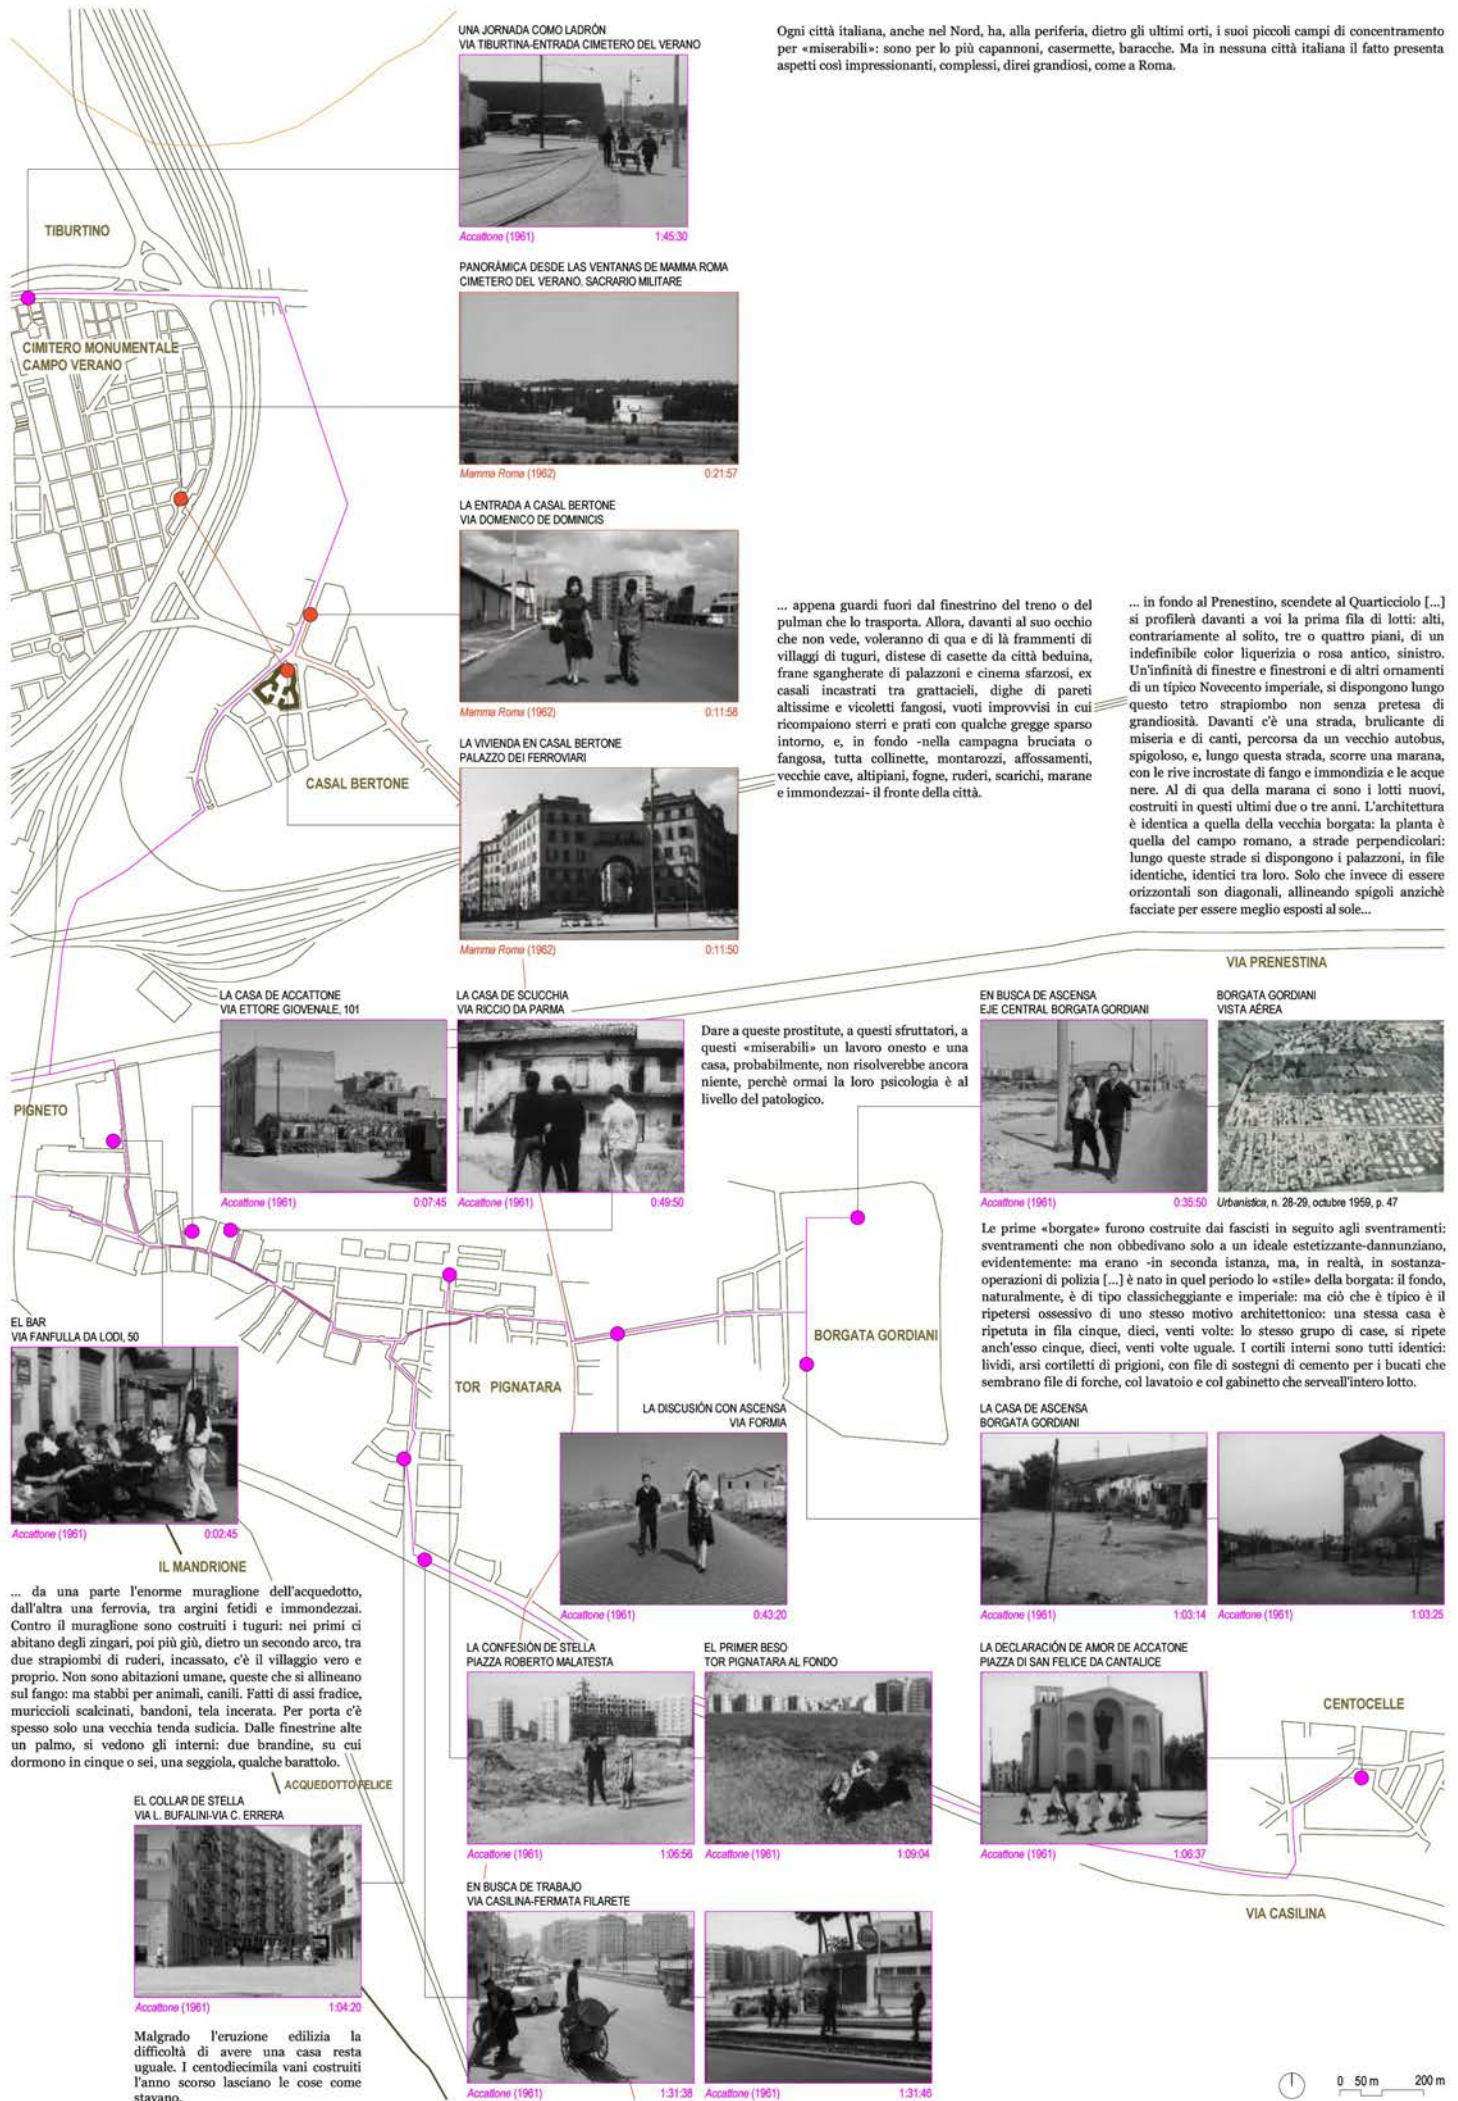 UNA JORNADA COMO LADRÓN
VIA TIBURTINA-ENTRADA CIMETERO DEL VERANO
Accattone (1961) 1:45:30
Ogni città italiana, anche nel Nord, ha, alla periferia, dietro gli ultimi orti, i suoi piccoli campi di concentramento
per «miserabili»: sono per lo più capannoni, casermette, baracche. Ma in nessuna città italiana il fatto presenta
aspetti così impressionanti, complessi, direi grandiosi, come a Roma.
TIBURTINO
PANORÁMICA DESDE LAS VENTANAS DE MAMMA ROMA
CIMETERO DEL VERANO. SACRARIO MILITARE
Mamma Roma (1962) 0:21:57
CIMITERO MONUMENTALE
CAMPO VERANO
LA ENTRADA A CASAL BERTONE
VIA DOMENICO DE DOMINICIS
Mamma Roma (1962) 0:11:58
LA VIVIENDA EN CASAL BERTONE
PALAZZO DEI FERROVIARI
Mamma Roma (1962) 0:11:50
CASAL BERTONE
... appena guardi fuori dal finestrino del treno o del
pulman che lo trasporta. Allora, davanti al suo occhio
che non vede, voleranno di qua e di là frammenti di
villaggi di tuguri, distese di casette da città beduina,
frane sgangherate di palazzoni e cinema sfarzosi, ex
casali incastrati tra grattacieli, dighe di pareti
altissime e vicoletti fangosi, vuoti improvvisi in cui
ricompaiono sterri e prati con qualche gregge sparso
intorno, e, in fondo -nella campagna bruciata o
fangosa, tutta collinette, montarozzi, affossamenti,
vecchie cave, altipiani, fogne, ruderi, scarichi, marane
e immondezzai- il fronte della città.
... in fondo al Prenestino, scendete al Quarticciolo [...]
si profilerà davanti a voi la prima fila di lotti: alti,
contrariamente al solito, tre o quattro piani, di un
indefinibile color liquerizia o rosa antico, sinistro.
Un'infinità di finestre e finestroni e di altri ornamenti
di un típico Novecento imperiale, si dispongono lungo
questo tetro strapiombo non senza pretesa di
grandiosità. Davanti c'è una strada, brulicante di
miseria e di canti, percorsa da un vecchio autobus,
spigoloso, e, lungo questa strada, scorre una marana,
con le rive incrostate di fango e immondizia e le acque
nere. Al di qua della marana ci sono i lotti nuovi,
costruiti in questi ultimi due o tre anni. L'architettura
è identica a quella della vecchia borgata: la planta è
quella del campo romano, a strade perpendicolari:
lungo queste strade si dispongono i palazzoni, in file
identiche, identici tra loro. Solo che invece di essere
orizzontali son diagonali, allineando spigoli anzichè
facciate per essere meglio esposti al sole...
VIA PRENESTINA
LA CASA DE ACCATTONE
VIA ETTORE GIOVENALE, 101
Accattone (1961) 0:07:45
LA CASA DE SCUCCHIA
VIA RICCIO DA PARMA
Accattone (1961) 0:49:50
Dare a queste prostitute, a questi sfruttatori, a
questi «miserabili» un lavoro onesto e una
casa, probabilmente, non risolverebbe ancora
niente, perchè ormai la loro psicologia è al
livello del patologico.
EN BUSCA DE ASCENSA
EJE CENTRAL BORGATA GORDIANI
Accattone (1961) 0:35:50
BORGATA GORDIANI
VISTA AÉREA
Urbanistica, n. 28-29, octubre 1959, p. 47
PIGNETO
Le prime «borgate» furono costruite dai fascisti in seguito agli sventramenti:
sventramenti che non obbedivano solo a un ideale estetizzante-dannunziano,
evidentemente: ma erano -in seconda istanza, ma, in realtà, in sostanza-
operazioni di polizia [...] è nato in quel periodo lo «stile» della borgata: il fondo,
naturalmente, è di tipo classicheggiante e imperiale: ma ciò che è típico è il
ripetersi ossessivo di uno stesso motivo architettonico: una stessa casa è
ripetuta in fila cinque, dieci, venti volte: lo stesso grupo di case, si ripete
anch'esso cinque, dieci, venti volte uguale. I cortili interni sono tutti identici:
lividi, arsi cortiletti di prigioni, con file di sostegni di cemento per i bucati che
sembrano file di forche, col lavatoio e col gabinetto che serveall'intero lotto.
EL BAR
VIA FANFULLA DA LODI, 50
Accattone (1961) 0:02:45
BORGATA GORDIANI
TOR PIGNATARA
LA DISCUSIÓN CON ASCENSA
VIA FORMIA
Accattone (1961) 0:43:20
LA CASA DE ASCENSA
BORGATA GORDIANI
Accattone (1961) 1:03:14
Accattone (1961) 1:03:25
IL MANDRIONE
... da una parte l'enorme muraglione dell'acquedotto,
dall'altra una ferrovia, tra argini fetidi e immondezzai.
Contro il muraglione sono costruiti i tuguri: nei primi ci
abitano degli zingari, poi più giù, dietro un secondo arco, tra
due strapiombi di ruderi, incassato, c'è il villaggio vero e
proprio. Non sono abitazioni umane, queste che si allineano
sul fango: ma stabbi per animali, canili. Fatti di assi fradice,
muriccioli scalcinati, bandoni, tela incerata. Per porta c'è
spesso solo una vecchia tenda sudicia. Dalle finestrine alte
un palmo, si vedono gli interni: due brandine, su cui
dormono in cinque o sei, una seggiola, qualche barattolo.
ACQUEDOTTO FELICE
LA CONFESIÓN DE STELLA
PIAZZA ROBERTO MALATESTA
Accattone (1961) 1:06:56
EL PRIMER BESO
TOR PIGNATARA AL FONDO
Accattone (1961) 1:09:04
LA DECLARACIÓN DE AMOR DE ACCATONE
PIAZZA DI SAN FELICE DA CANTALICE
Accattone (1961) 1:06:37
CENTOCELLE
EL COLLAR DE STELLA
VIA L. BUFALINI-VIA C. ERRERA
Accattone (1961) 1:04:20
EN BUSCA DE TRABAJO
VIA CASILINA-FERMATA FILARETE
Accattone (1961) 1:31:38
Accattone (1961) 1:31:46
VIA CASILINA
Malgrado l'eruzione edilizia la
difficoltà di avere una casa resta
uguale. I centodiecimila vani costruiti
l'anno scorso lasciano le cose come
stavano.
0 50 m 200 m